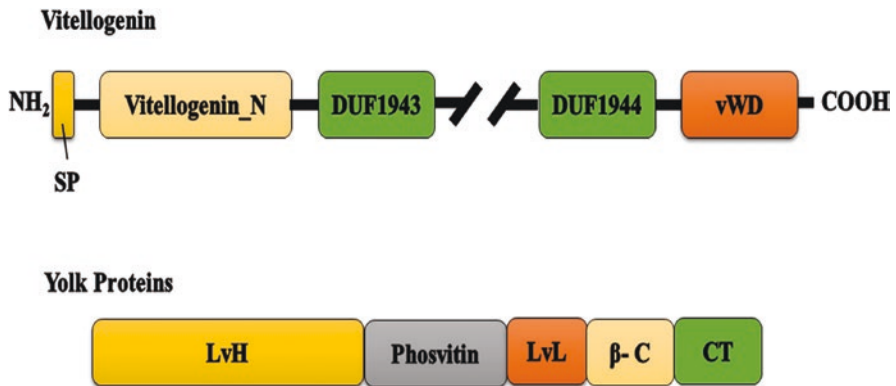 Vitellogenin
NH₂ Vitellogenin_N DUF1943 DUF1944 vWD COOH
SP
Yolk Proteins
LvH Phosvitin LvL β- C CT